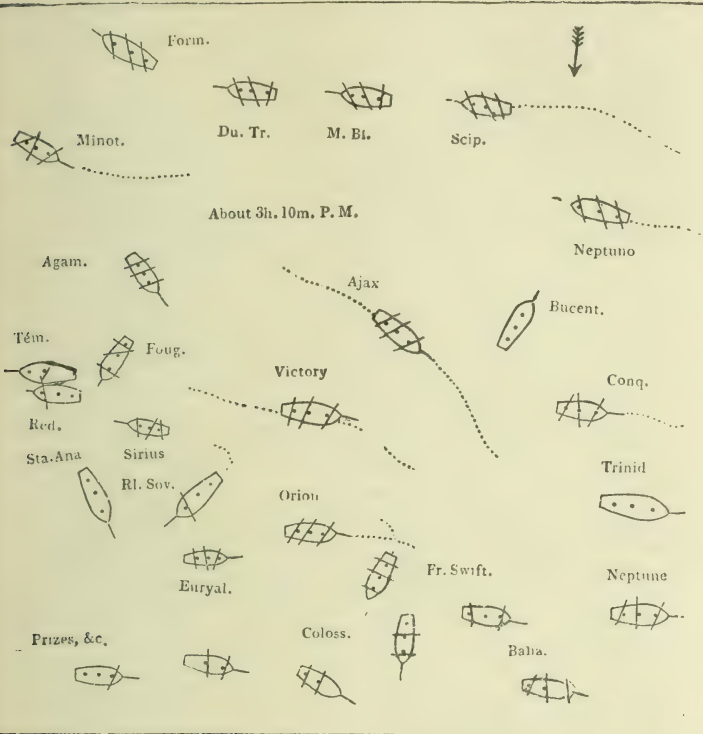 Form.
Du. Tr.
M. Bl.
Scip.
Minot.
About 3h. 10m. P. M.
Neptuno
Agam.
Ajax
Bucent.
Tém.
Foug.
Victory
Conq.
Red.
Sirius
Sta. Ana
Rl. Sov.
Trinid
Orion
Euryal.
Fr. Swift.
Neptune
Prizes, &c.
Coloss.
Baha.